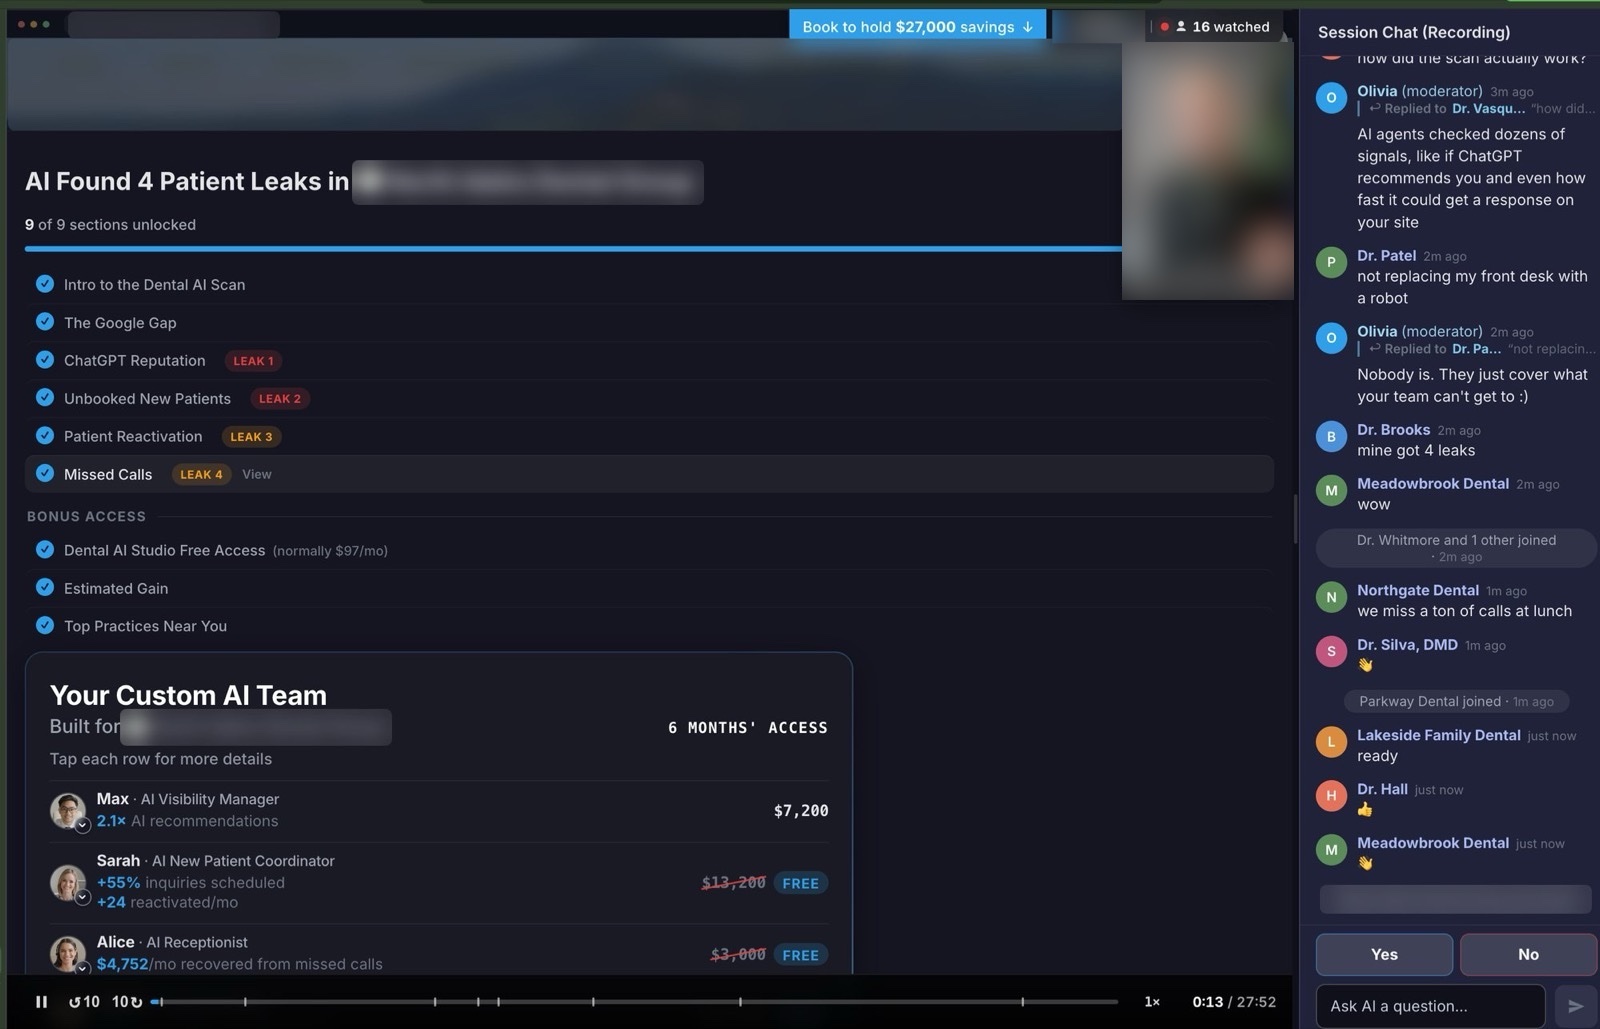 Book to hold $27,000 savings ↓
16 watched
AI Found 4 Patient Leaks in
9 of 9 sections unlocked
Intro to the Dental AI Scan
The Google Gap
ChatGPT Reputation LEAK 1
Unbooked New Patients LEAK 2
Patient Reactivation LEAK 3
Missed Calls LEAK 4 View
BONUS ACCESS
Dental AI Studio Free Access (normally $97/mo)
Estimated Gain
Top Practices Near You
Your Custom AI Team
Built for
6 MONTHS' ACCESS
Tap each row for more details
Max · AI Visibility Manager
2.1× AI recommendations
$7,200
Sarah · AI New Patient Coordinator
+55% inquiries scheduled
+24 reactivated/mo
$13,200 FREE
Alice · AI Receptionist
$4,752/mo recovered from missed calls
$3,000 FREE
10 10
1×
0:13 / 27:52
Session Chat (Recording)
how did the scan actually work?
O
Olivia (moderator) 3m ago
↩ Replied to Dr. Vasqu... "how did...
AI agents checked dozens of
signals, like if ChatGPT
recommends you and even how
fast it could get a response on
your site
P
Dr. Patel 2m ago
not replacing my front desk with
a robot
O
Olivia (moderator) 2m ago
↩ Replied to Dr. Pa... "not replacin...
Nobody is. They just cover what
your team can't get to :)
B
Dr. Brooks 2m ago
mine got 4 leaks
M
Meadowbrook Dental 2m ago
wow
Dr. Whitmore and 1 other joined
· 2m ago
N
Northgate Dental 1m ago
we miss a ton of calls at lunch
S
Dr. Silva, DMD 1m ago
👋
Parkway Dental joined · 1m ago
L
Lakeside Family Dental just now
ready
H
Dr. Hall just now
👍
M
Meadowbrook Dental just now
👋
Yes
No
Ask AI a question...